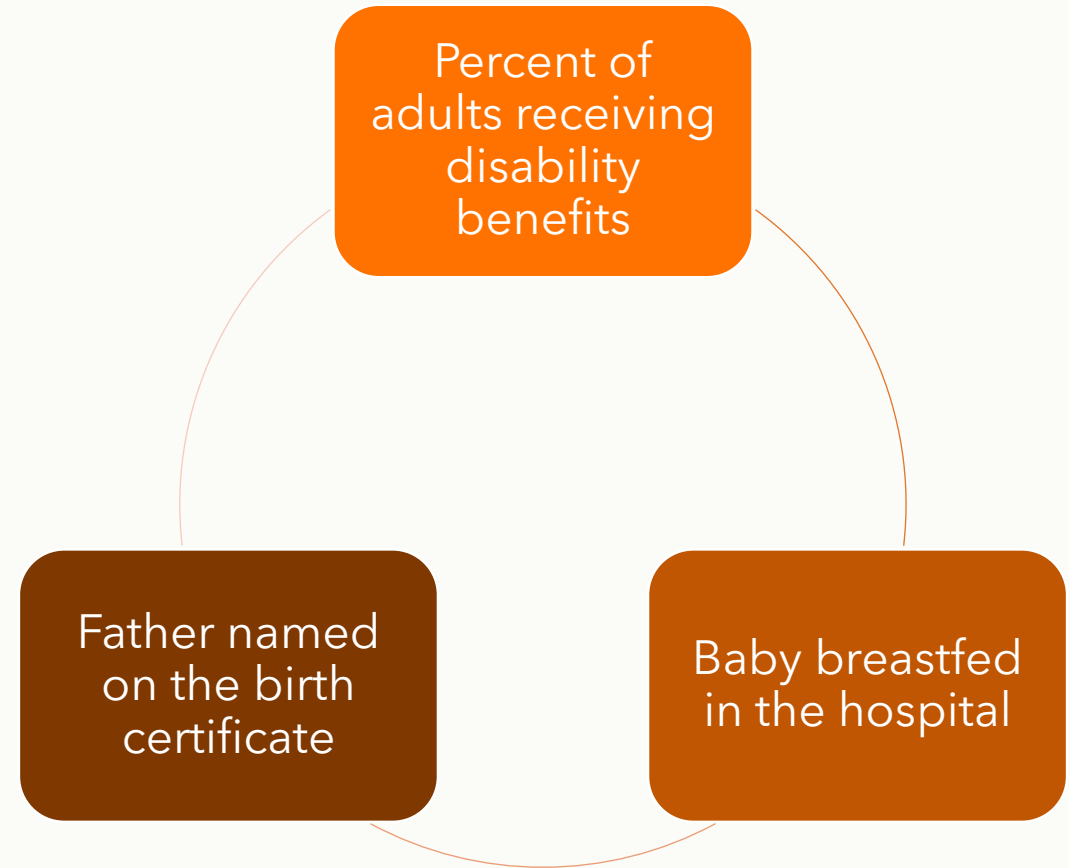 Percent of
adults receiving
disability
benefits
Father named
on the birth
certificate
Baby breastfed
in the hospital